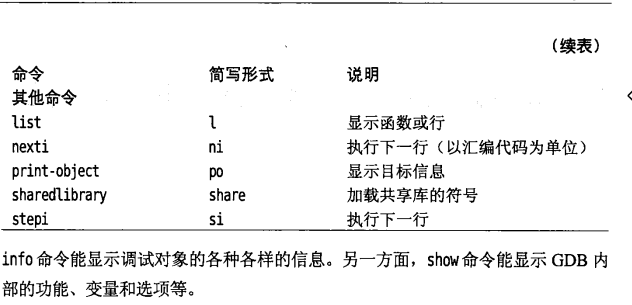 (续表)
命令 简写形式 说明
其他命令
list l 显示函数或行
nexti ni 执行下一行(以汇编代码为单位)
print-object po 显示目标信息
sharedlibrary share 加载共享库的符号
stepi si 执行下一行
info 命令能显示调试对象的各种各样的信息。另一方面，show 命令能显示 GDB 内
部的功能、变量和选项等。